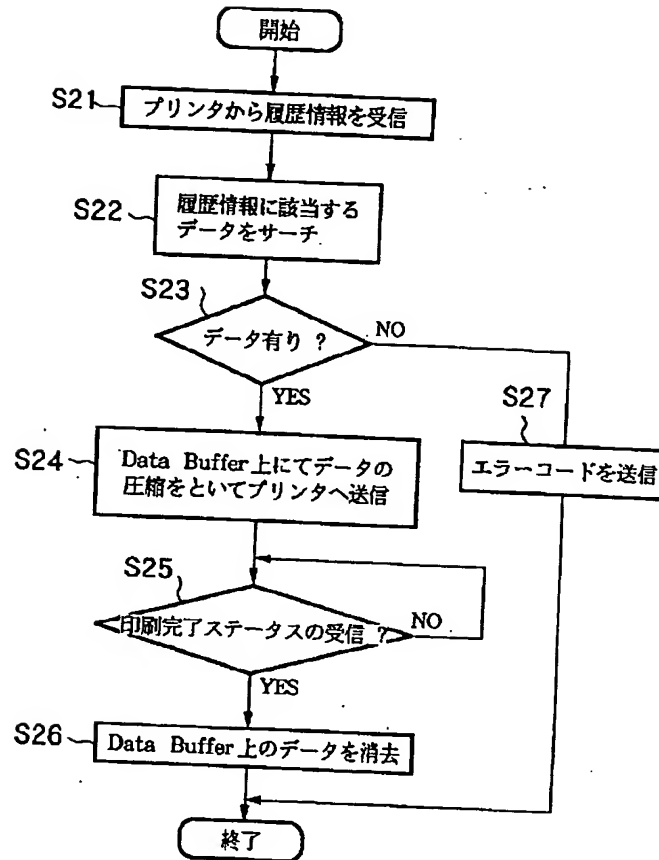 開始
S21
プリンタから履歴情報を受信
S22
履歴情報に該当する
データをサーチ
S23
データ有り ?
NO
YES
S27
エラーコードを送信
S24
Data Buffer上にてデータの
圧縮をといてプリンタへ送信
S25
印刷完了ステータスの受信 ?
NO
YES
S26
Data Buffer上のデータを消去
終了